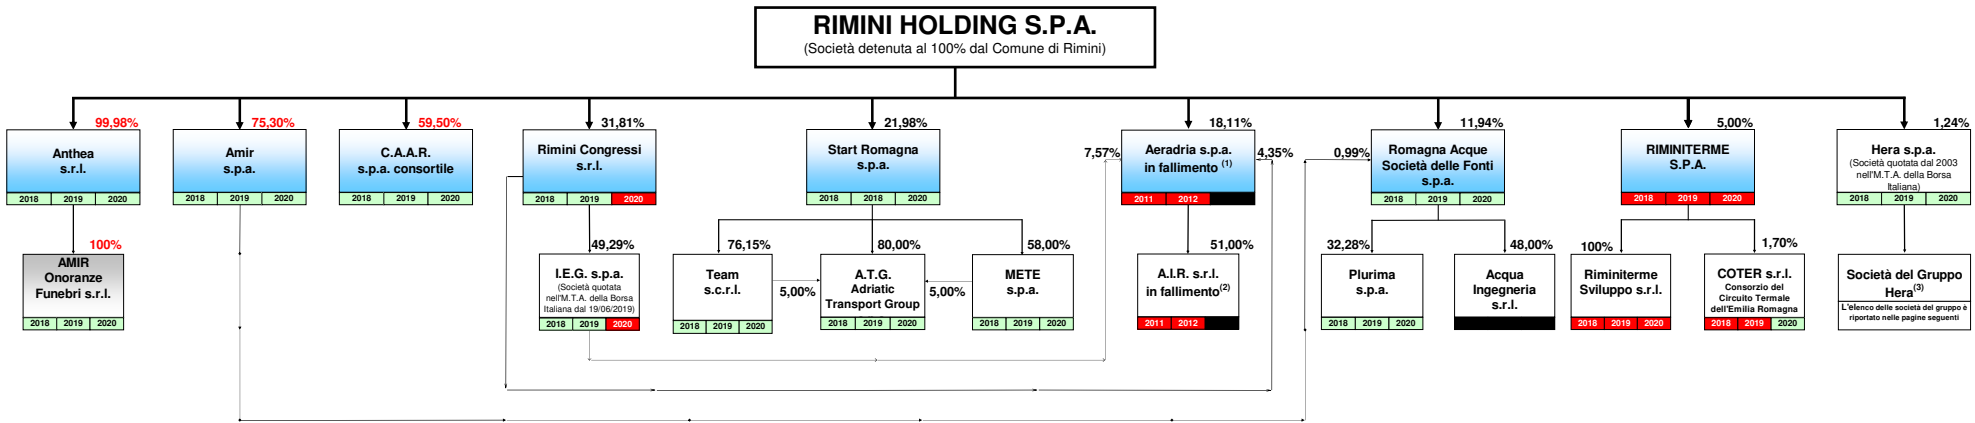 RIMINI HOLDING S.P.A.
(Società detenuta al 100% dal Comune di Rimini)
99,98%
75,30%
59,50%
31,81%
21,98%
18,11%
11,94%
5,00%
1,24%
Anthea
s.r.l.
2018 2019 2020
Amir
s.p.a.
2018 2019 2020
C.A.A.R.
s.p.a. consortile
2018 2019 2020
Rimini Congressi
s.r.l.
2018 2019 2020
Start Romagna
s.p.a.
2018 2018 2018
7,57%
Aeradria s.p.a.
in fallimento (1)
2011 2012
4,35%
0,99%
Romagna Acque
Società delle Fonti
s.p.a.
2018 2019 2020
RIMINITERME
S.P.A.
2018 2019 2020
Hera s.p.a.
(Società quotata dal 2003
nell'M.T.A. della Borsa
Italiana)
2018 2019 2020
100%
AMIR
Onoranze
Funebri s.r.l.
2018 2019 2020
49,29%
I.E.G. s.p.a.
(Società quotata
nell'M.T.A. della Borsa
Italiana dal 19/06/2019)
2018 2019 2020
76,15%
Team
s.c.r.l.
2018 2019 2020
5,00%
80,00%
A.T.G.
Adriatic
Transport Group
2018 2019 2020
5,00%
58,00%
METE
s.p.a.
2018 2019 2020
51,00%
A.I.R. s.r.l.
in fallimento(2)
2011 2012
32,28%
Plurima
s.p.a.
2018 2019 2020
48,00%
Acqua
Ingegneria
s.r.l.
100%
Riminiterme
Sviluppo s.r.l.
2018 2019 2020
1,70%
COTER s.r.l.
Consorzio del
Circuito Termale
dell'Emilia Romagna
2018 2019 2020
Società del Gruppo
Hera(3)
L'elenco delle società del gruppo è
riportato nelle pagine seguenti